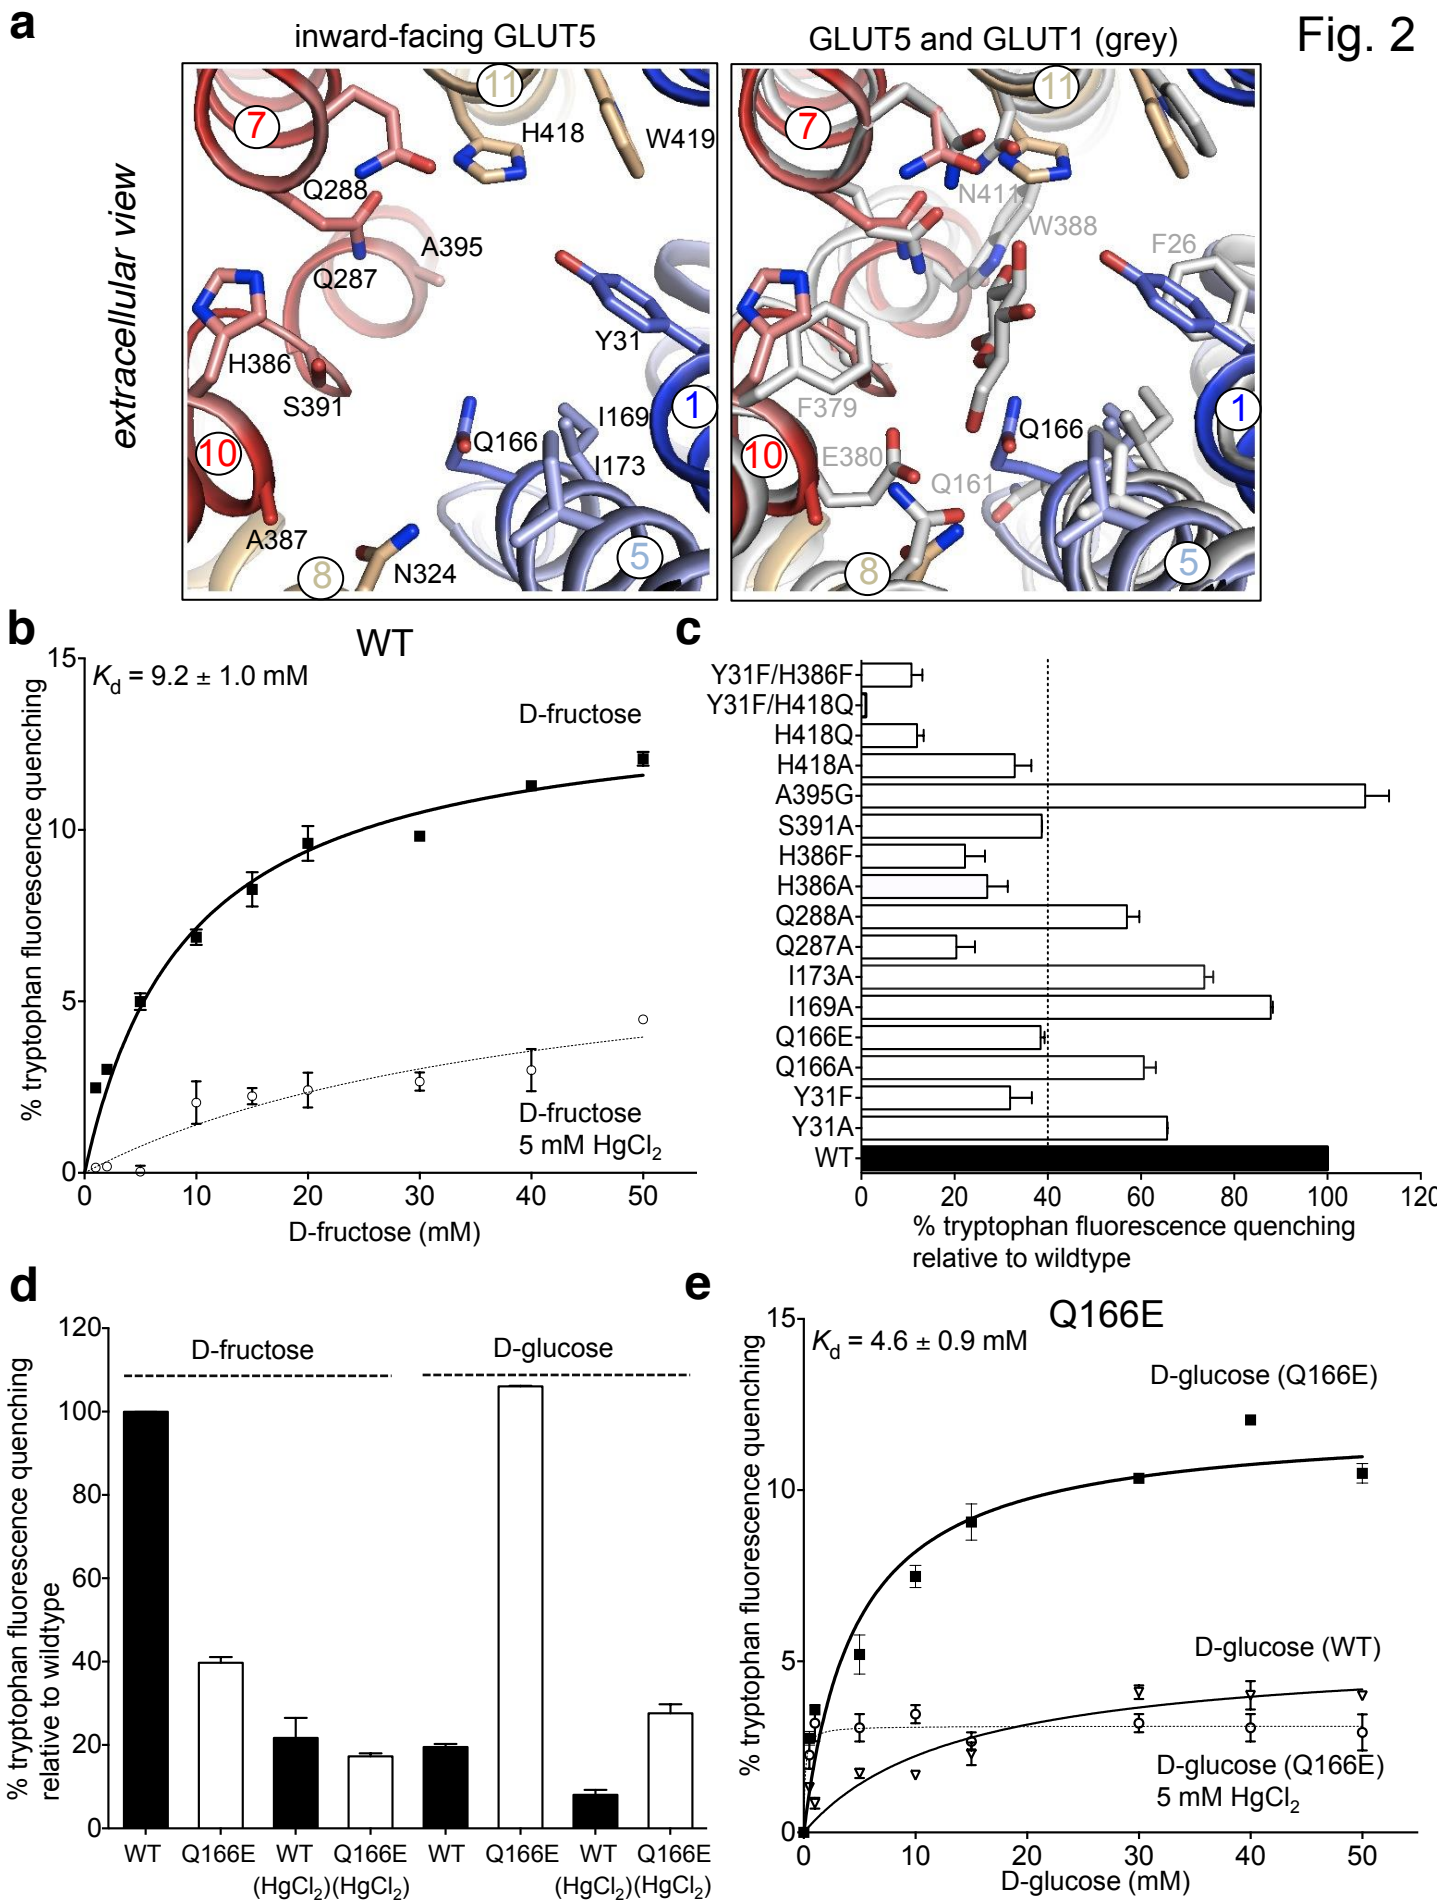 a
inward-facing GLUT5
GLUT5 and GLUT1 (grey)
Fig. 2
extracellular view
7
11
H418
W419
Q288
A395
Q287
Y31
H386
S391
I169
1
10
Q166
I173
A387
N324
8
5
7
11
N411
W388
F26
F379
Q166
1
10
E380
Q161
8
5
b
WT
Kd = 9.2 ± 1.0 mM
D-fructose
D-fructose
5 mM HgCl2
% tryptophan fluorescence quenching
15
10
5
0
0 10 20 30 40 50
D-fructose (mM)
c
Y31F/H386F
Y31F/H418Q
H418Q
H418A
A395G
S391A
H386F
H386A
Q288A
Q287A
I173A
I169A
Q166E
Q166A
Y31F
Y31A
WT
0 20 40 60 80 100 120
% tryptophan fluorescence quenching
relative to wildtype
d
% tryptophan fluorescence quenching
relative to wildtype
120
100
80
60
40
20
0
D-fructose
D-glucose
WT Q166E WT Q166E WT Q166E WT Q166E
(HgCl2) (HgCl2) (HgCl2) (HgCl2)
e
Q166E
Kd = 4.6 ± 0.9 mM
D-glucose (Q166E)
D-glucose (WT)
D-glucose (Q166E)
5 mM HgCl2
% tryptophan fluorescence quenching
15
10
5
0
0 10 20 30 40 50
D-glucose (mM)